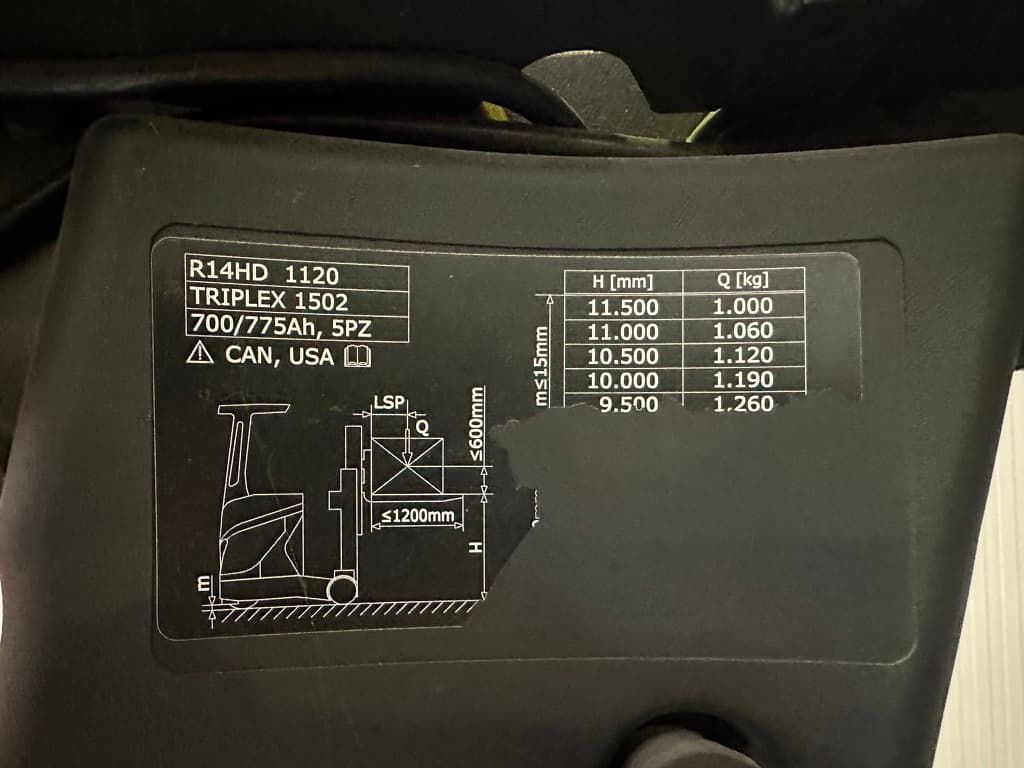 R14HD 1120
TRIPLEX 1502
700/775Ah, 5PZ
CAN, USA
H [mm] Q [kg]
11.500 1.000
11.000 1.060
10.500 1.120
10.000 1.190
9.500 1.260
m≤15mm
LSP
Q
≤600mm
≤1200mm
H
m